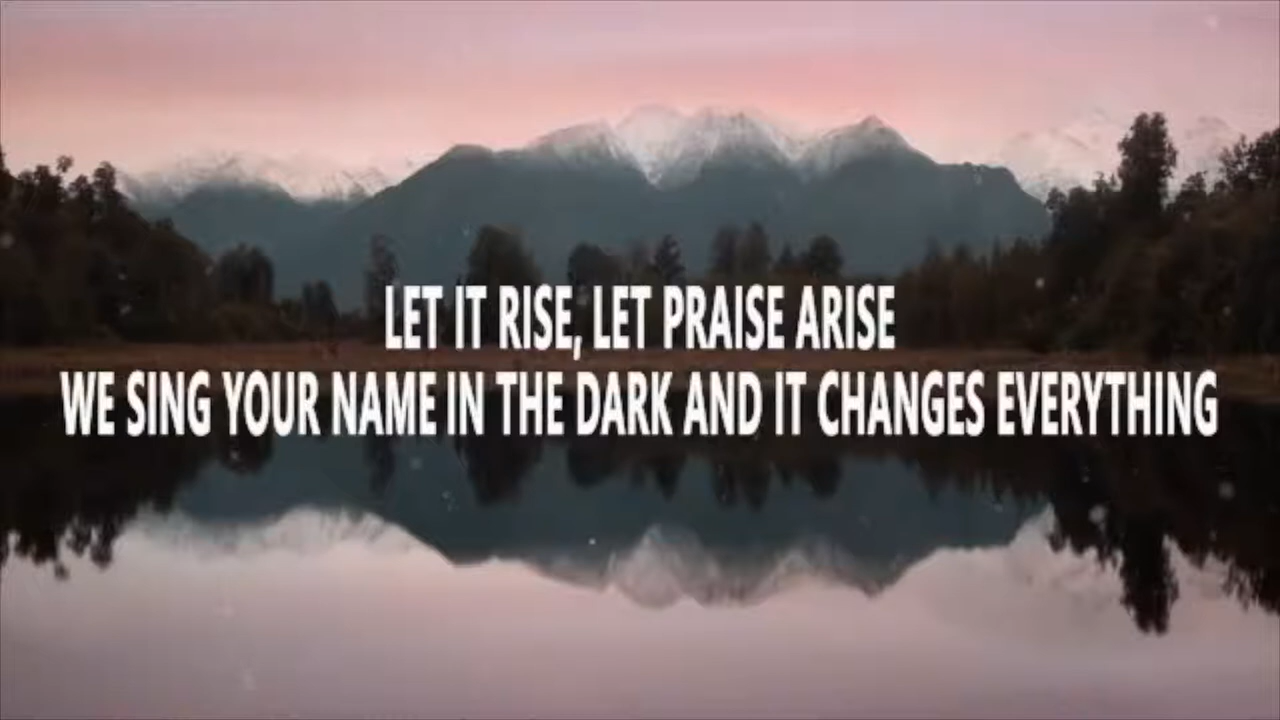 LET IT RISE, LET PRAISE ARISE
WE SING YOUR NAME IN THE DARK AND IT CHANGES EVERYTHING